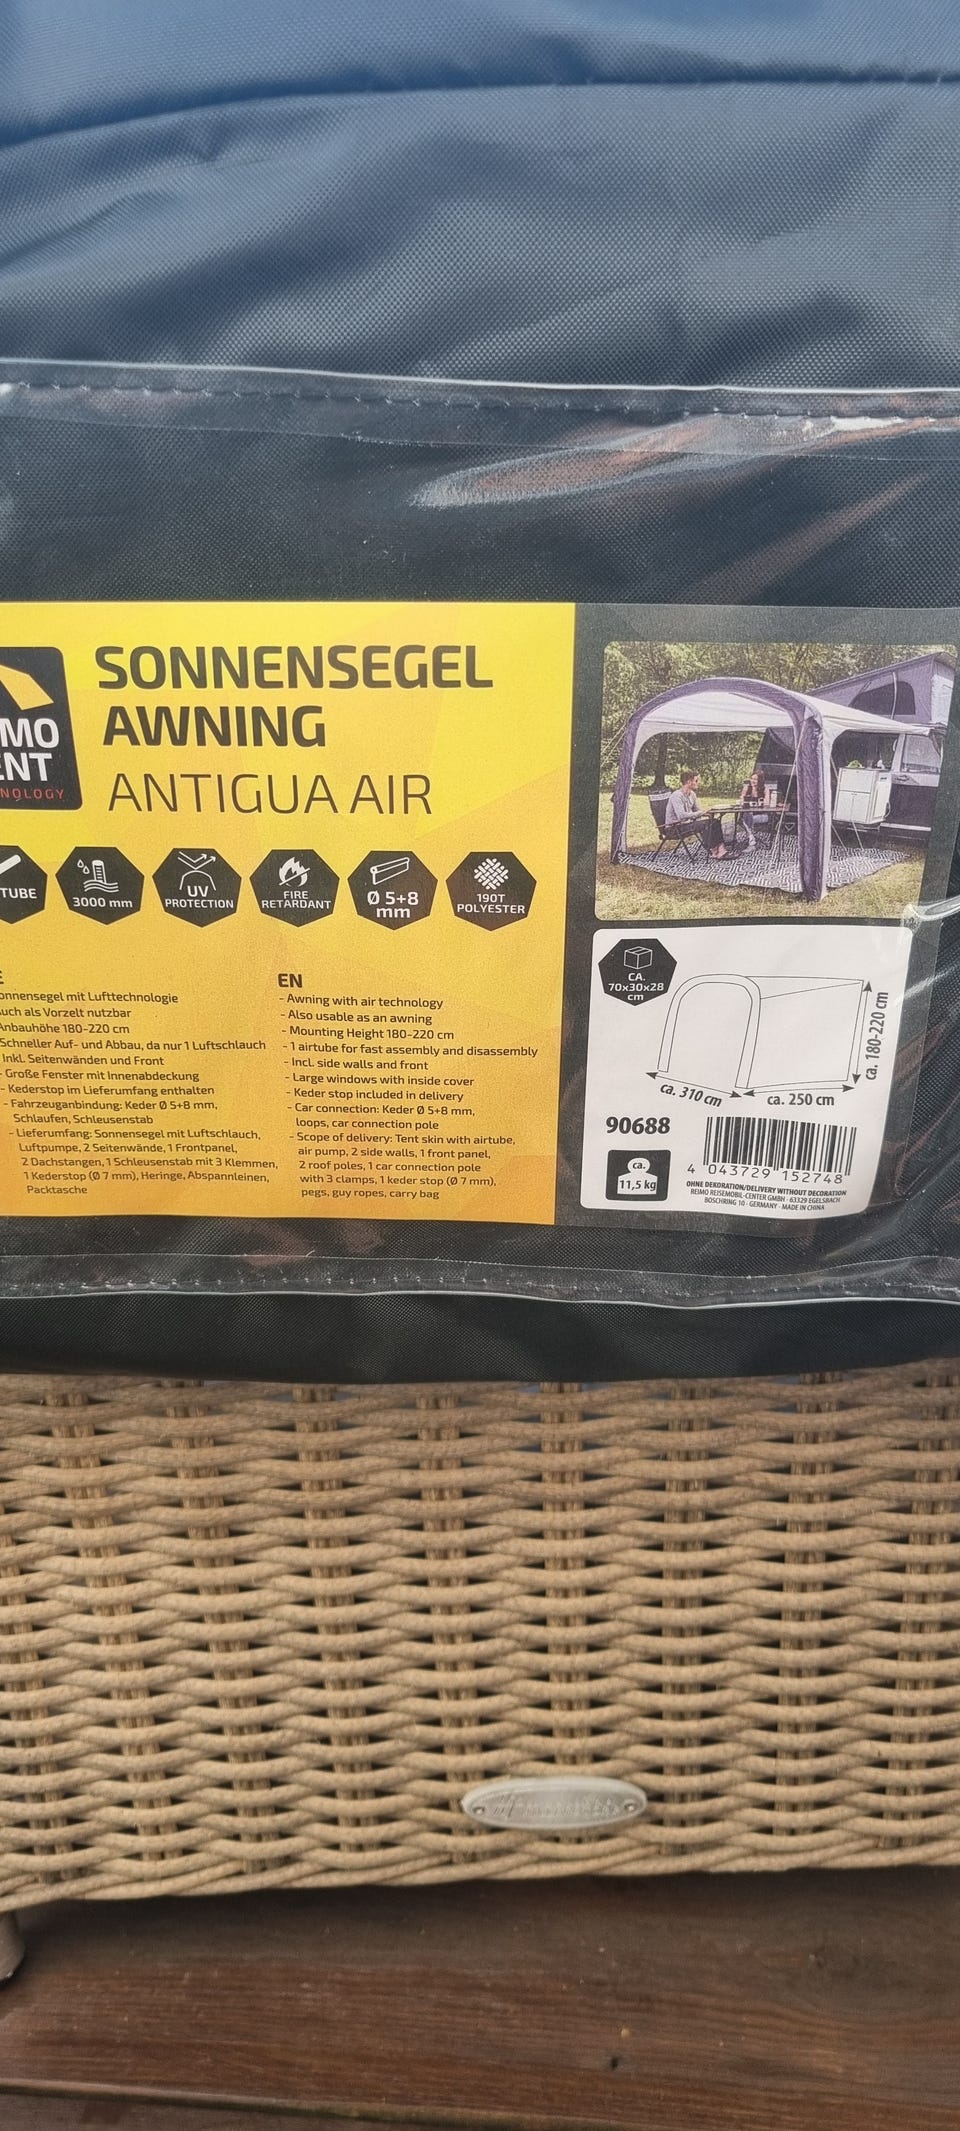 SONNENSEGEL
AWNING
ANTIGUA AIR
MO
ENT
NOLOGY
TUBE
3000 mm
UV
PROTECTION
FIRE
RETARDANT
Ø 5+8
mm
190T
POLYESTER
onnensegel mit Lufttechnologie
uch als Vorzelt nutzbar
Anbauhöhe 180-220 cm
Schneller Auf- und Abbau, da nur 1 Luftschlauch
Inkl. Seitenwänden und Front
- Große Fenster mit Innenabdeckung
- Kederstop im Lieferumfang enthalten
- Fahrzeuganbindung: Keder Ø 5+8 mm,
Schlaufen, Schleusenstab
- Lieferumfang: Sonnensegel mit Luftschlauch,
Luftpumpe, 2 Seitenwände, 1 Frontpanel,
2 Dachstangen, 1 Schleusenstab mit 3 Klemmen,
1 Kederstop (Ø 7 mm), Heringe, Abspannleinen,
Packtasche
EN
- Awning with air technology
- Also usable as an awning
- Mounting Height 180-220 cm
- 1 airtube for fast assembly and disassembly
- Incl. side walls and front
- Large windows with inside cover
- Keder stop included in delivery
- Car connection: Keder Ø 5+8 mm,
loops, car connection pole
- Scope of delivery: Tent skin with airtube,
air pump, 2 side walls, 1 front panel,
2 roof poles, 1 car connection pole
with 3 clamps, 1 keder stop (Ø 7 mm),
pegs, guy ropes, carry bag
CA.
70x30x28
cm
ca. 180-220 cm
ca. 310 cm
ca. 250 cm
90688
ca.
11,5 kg
4 043729 152748
OHNE DEKORATION/DELIVERY WITHOUT DECORATION
REIMO REISEMOBIL-CENTER GMBH · 63329 EGELSBACH
BOSCHRING 10 · GERMANY · MADE IN CHINA